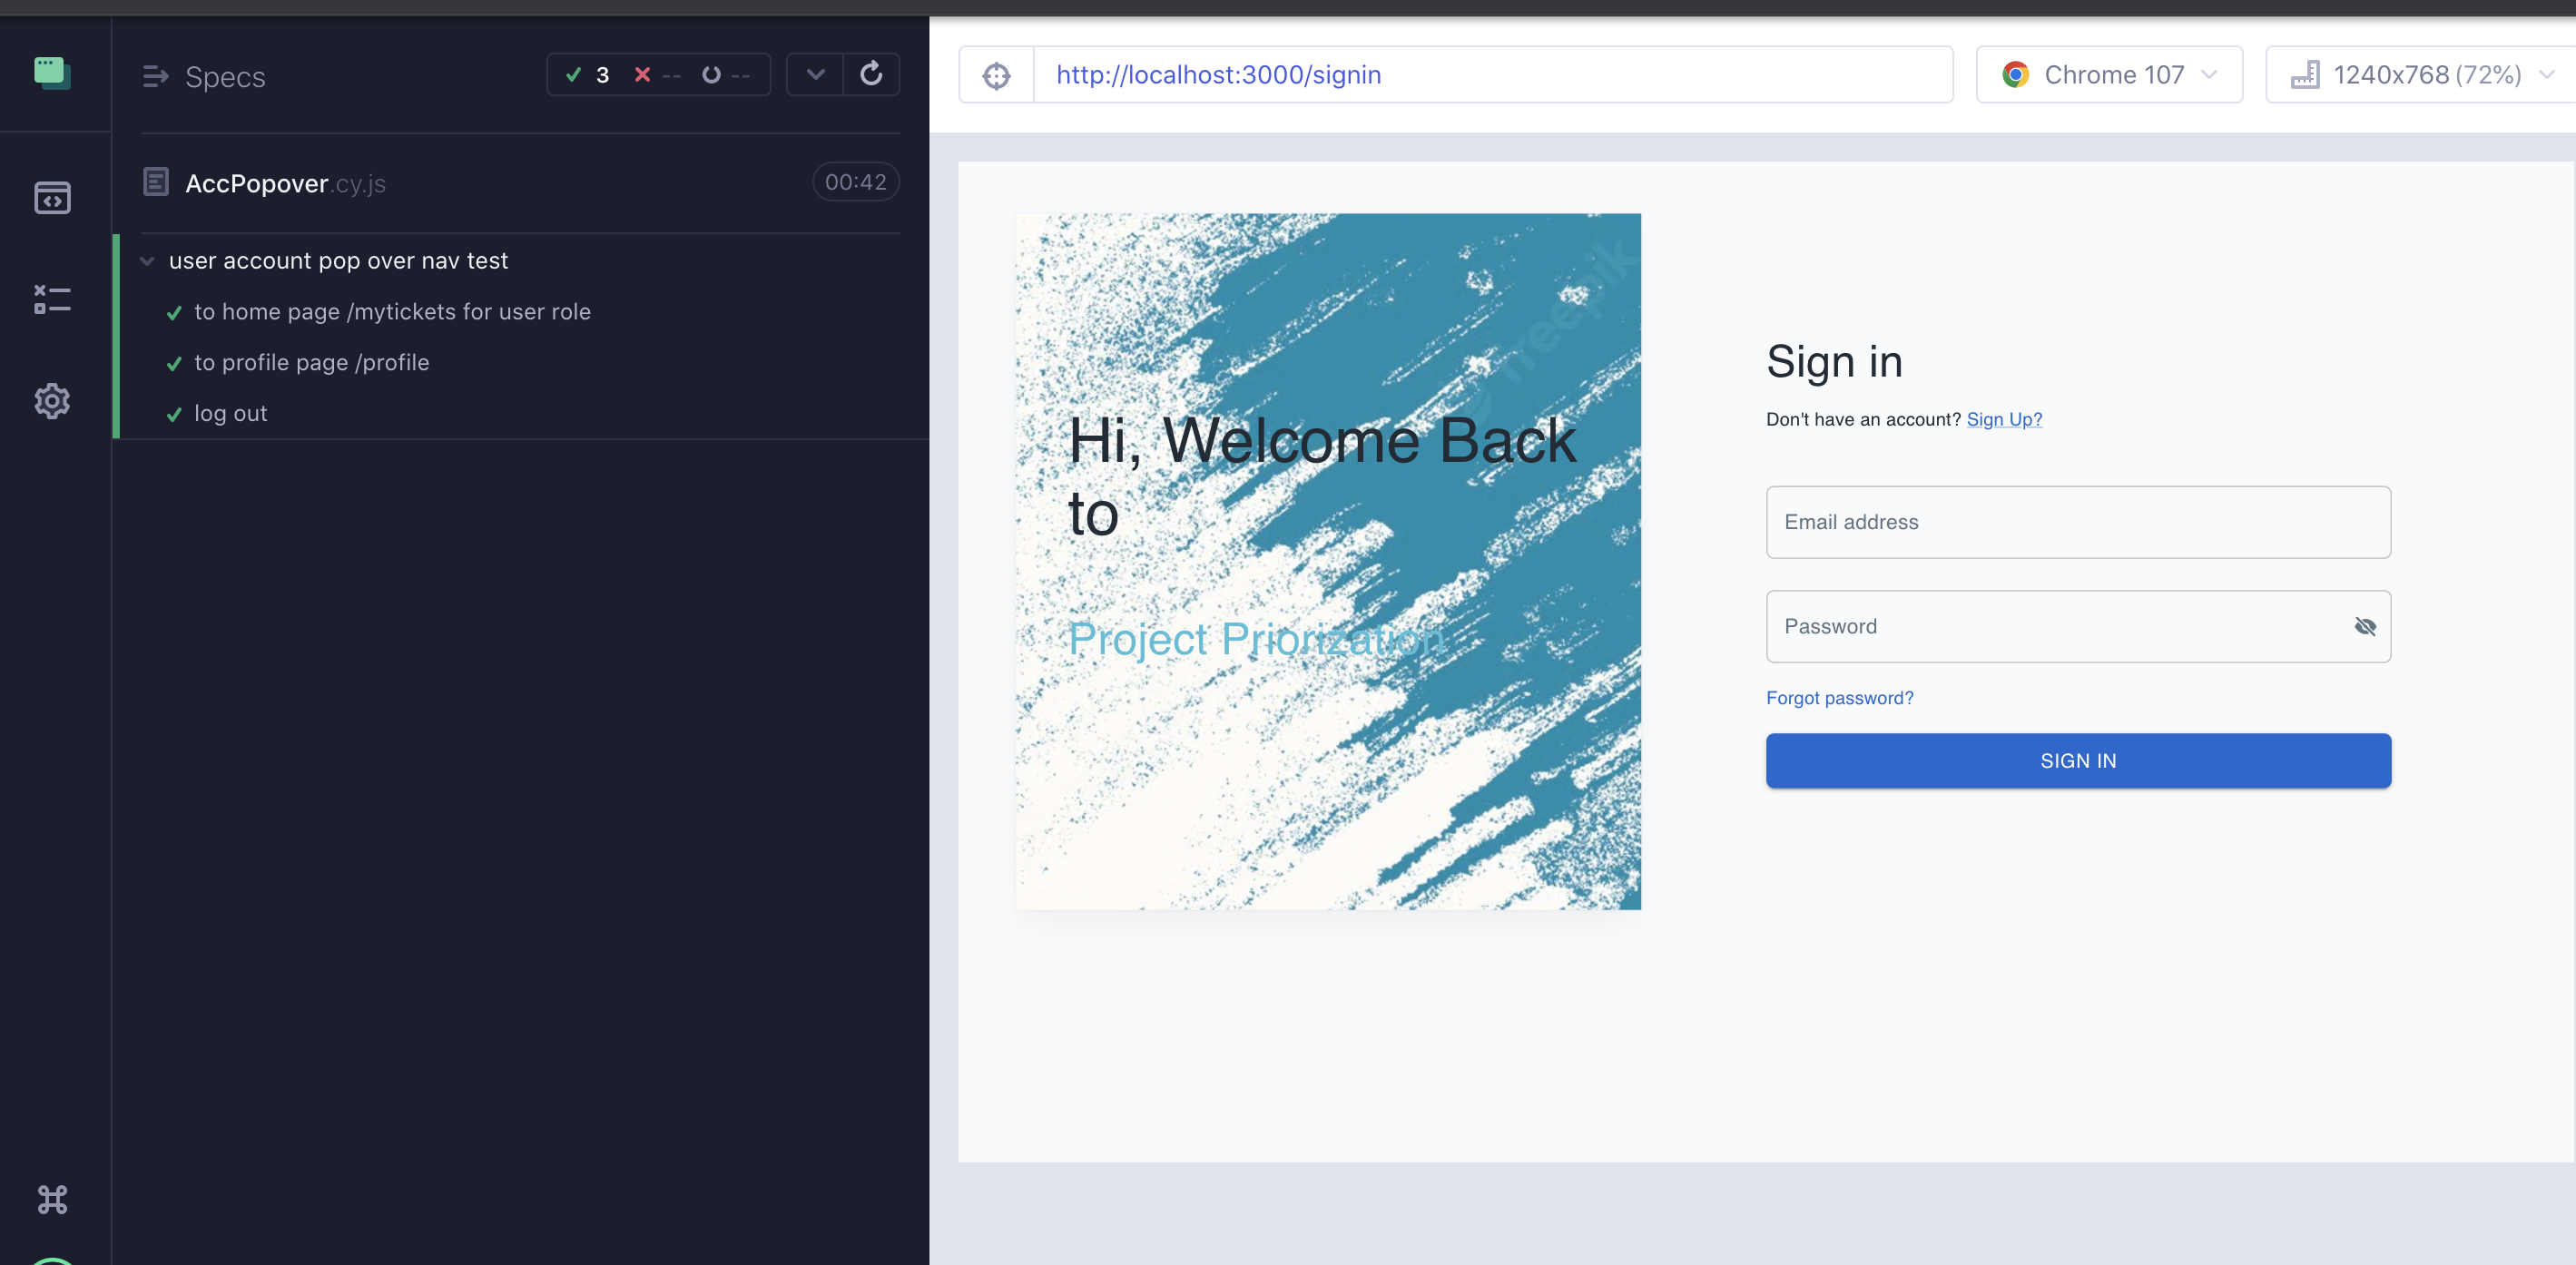 Specs
3 -- --
AccPopover.cy.js
00:42
user account pop over nav test
to home page /mytickets for user role
to profile page /profile
log out
http://localhost:3000/signin
Chrome 107
1240x768 (72%)
freepik
Hi, Welcome Back
to
Project Priorization
Sign in
Don't have an account? Sign Up?
Email address
Password
Forgot password?
SIGN IN